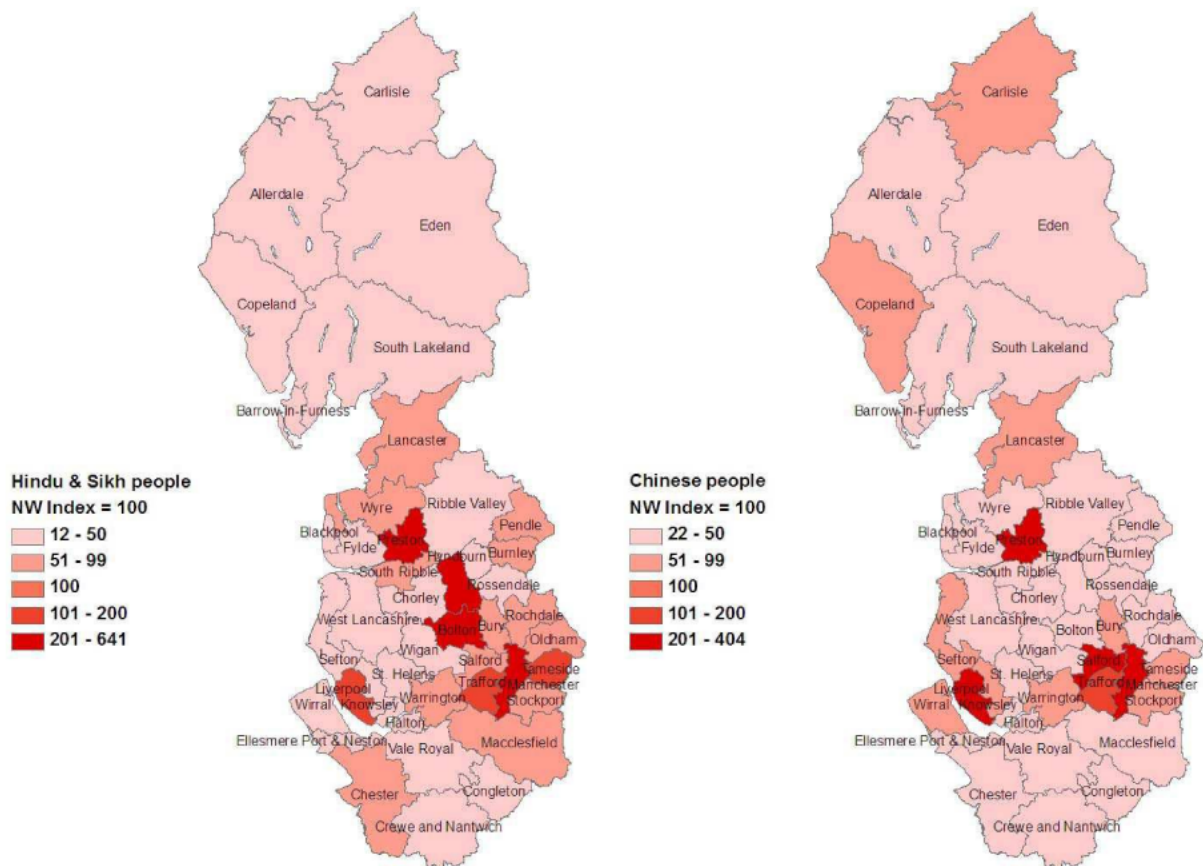 Carlisle
Allerdale
Eden
Copeland
South Lakeland
Barrow-in-Furness
Lancaster
Hindu & Sikh people
NW Index = 100
12 - 50
51 - 99
100
101 - 200
201 - 641
Wyre
Ribble Valley
Blackpool
Fylde
Preston
Pendle
Burnley
Hyndburn
South Ribble
Rossendale
Chorley
West Lancashire
Bolton
Bury
Rochdale
Oldham
Wigan
Salford
Sefton
St. Helens
Tameside
Trafford
Manchester
Liverpool
Knowsley
Warrington
Stockport
Wirral
Halton
Ellesmere Port & Neston
Vale Royal
Macclesfield
Chester
Congleton
Crewe and Nantwich
Carlisle
Allerdale
Eden
Copeland
South Lakeland
Barrow-in-Furness
Lancaster
Chinese people
NW Index = 100
22 - 50
51 - 99
100
101 - 200
201 - 404
Wyre
Ribble Valley
Blackpool
Fylde
Preston
Pendle
Burnley
Hyndburn
South Ribble
Rossendale
Chorley
West Lancashire
Bolton
Bury
Rochdale
Oldham
Wigan
Salford
Sefton
St. Helens
Tameside
Trafford
Manchester
Liverpool
Knowsley
Warrington
Stockport
Wirral
Halton
Ellesmere Port & Neston
Vale Royal
Macclesfield
Chester
Congleton
Crewe and Nantwich